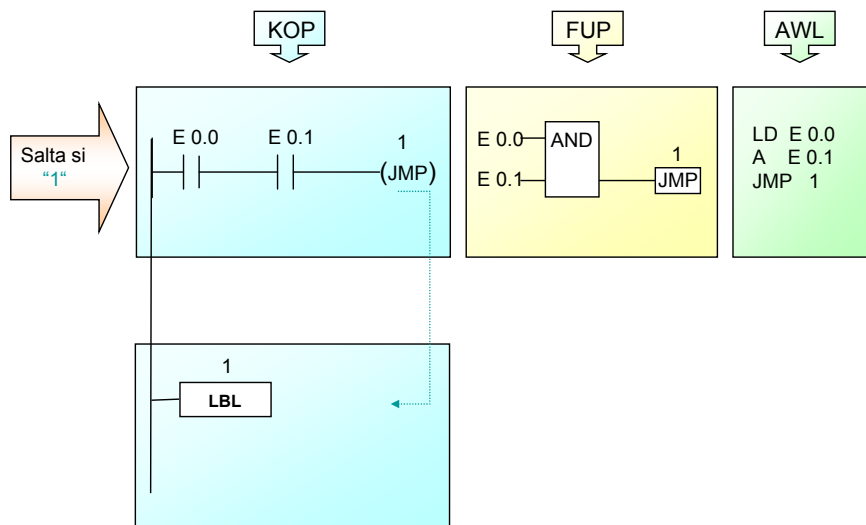 KOP
FUP
AWL
Salta si
“1“
E 0.0 E 0.1 1
(JMP)
E 0.0 AND
E 0.1 1
JMP
LD E 0.0
A E 0.1
JMP 1
1
LBL